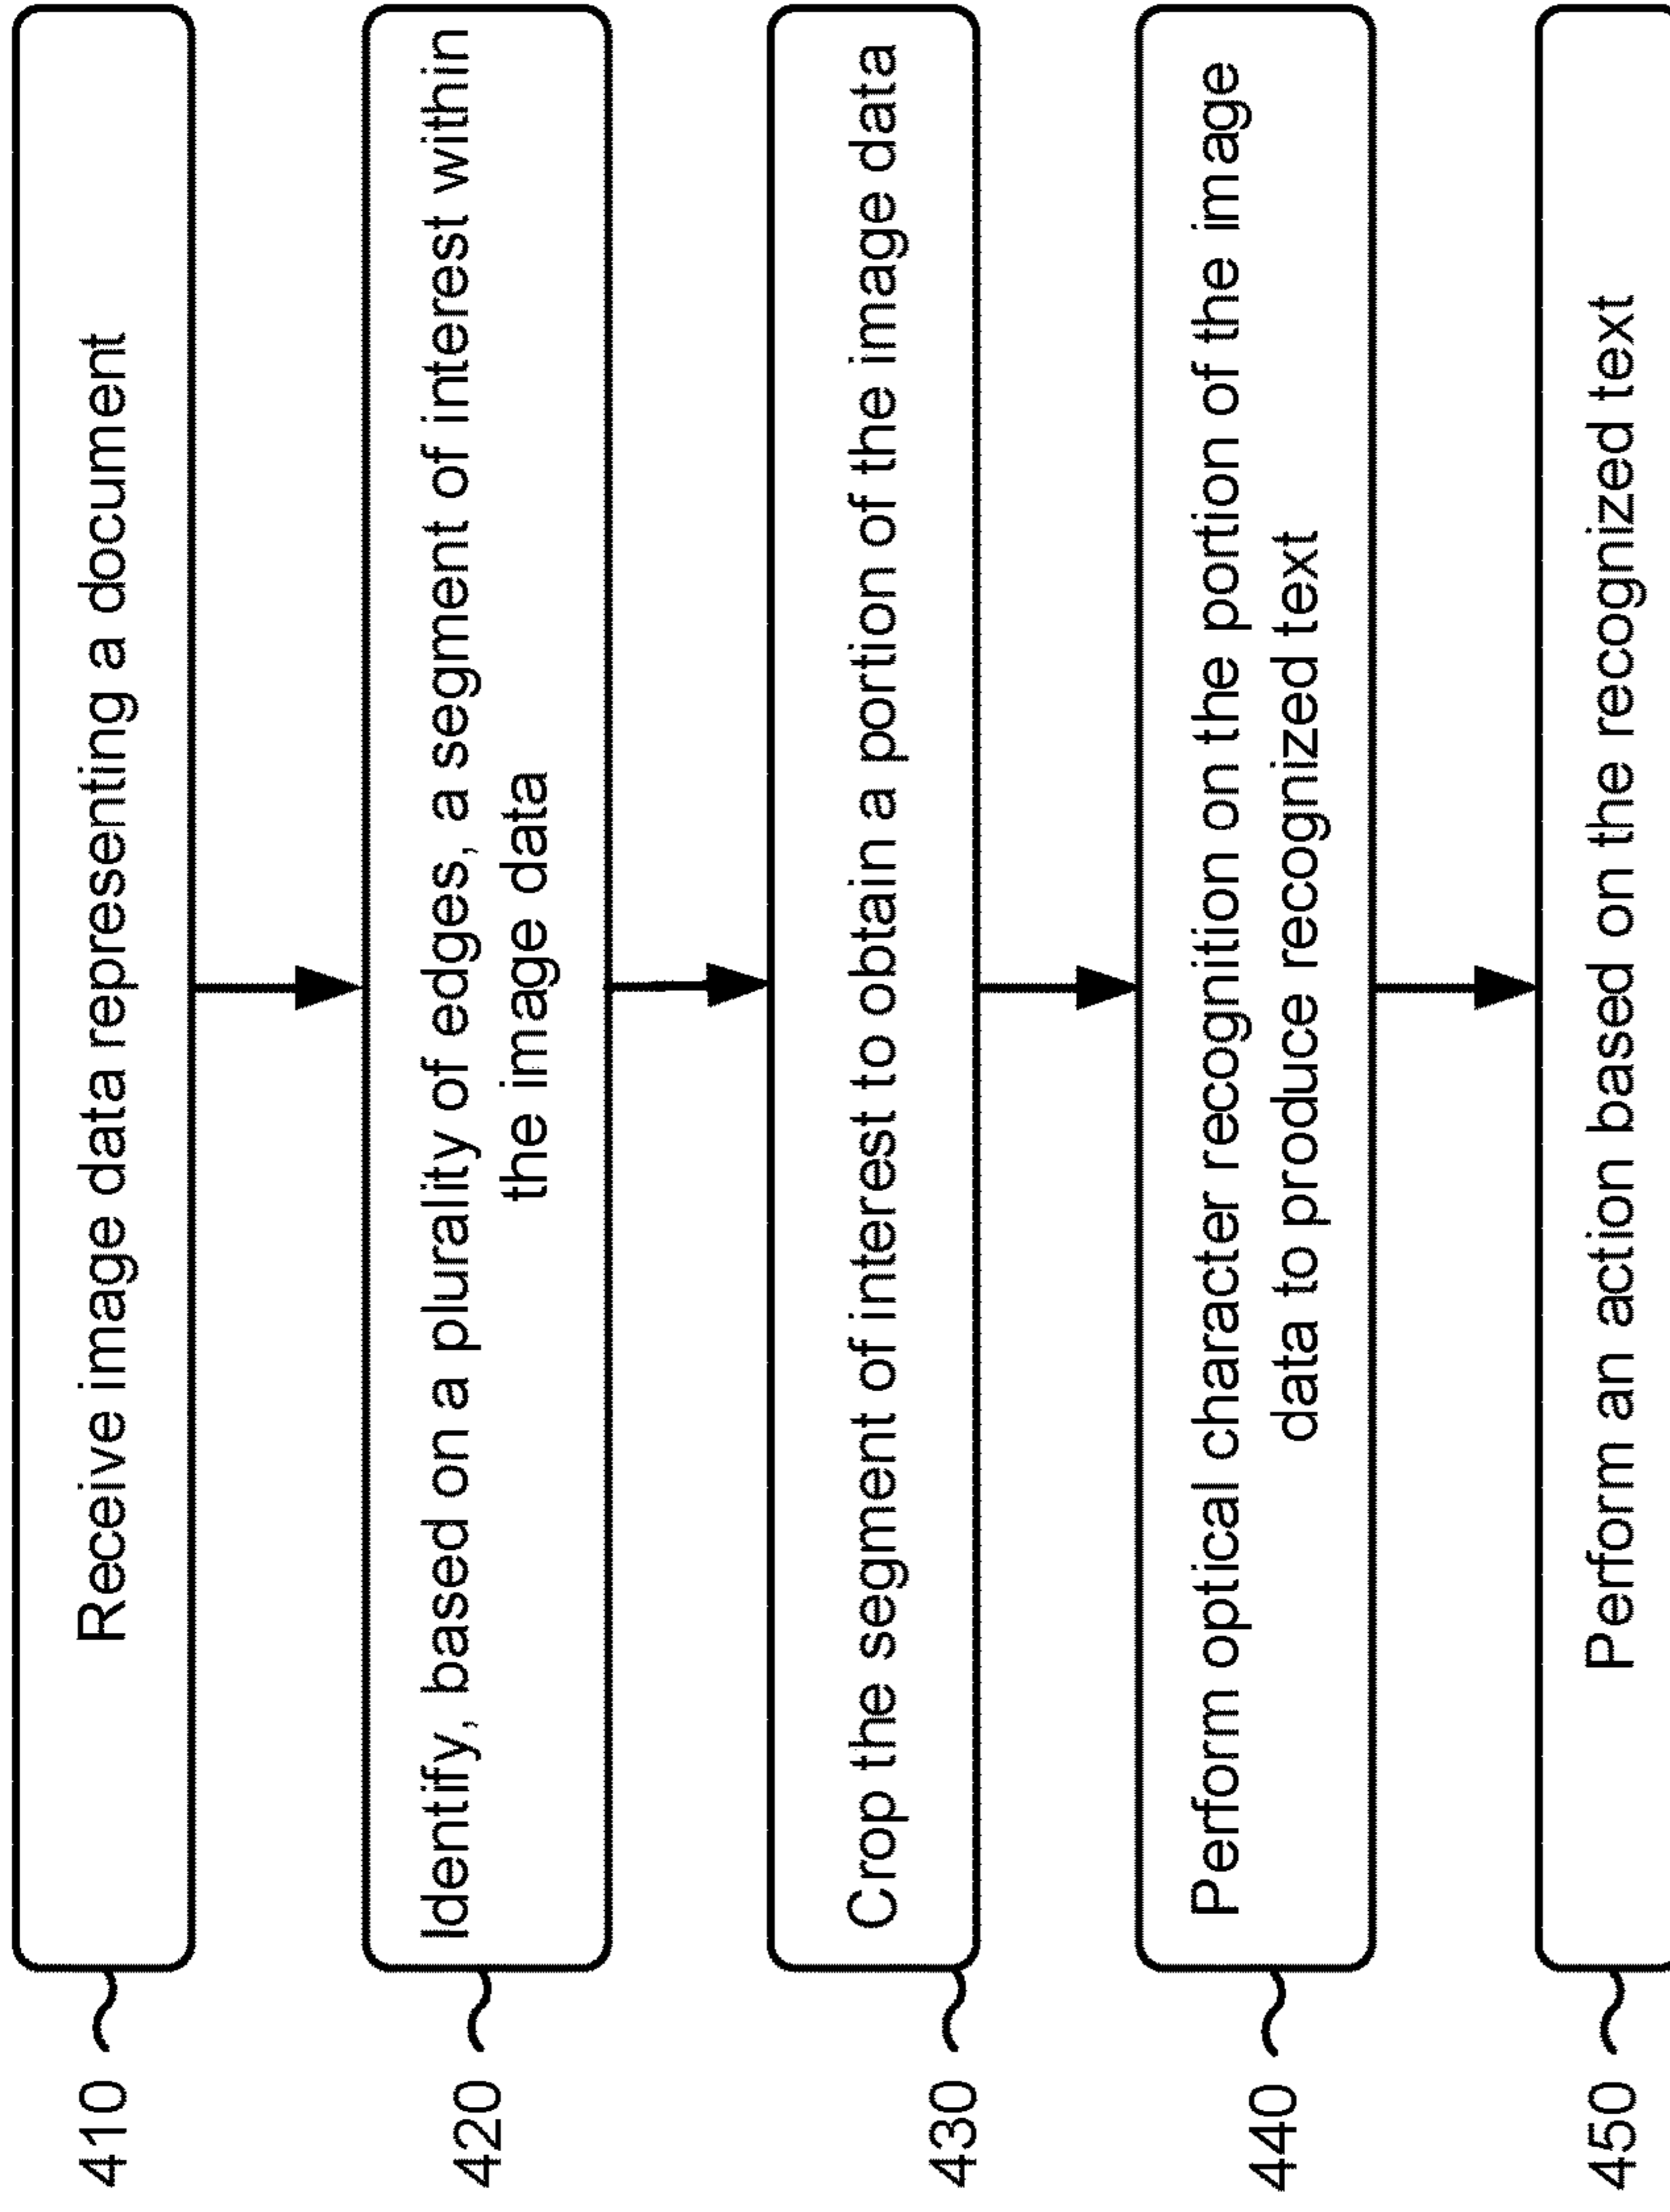 410
Receive image data representing a document
420
Identify, based on a plurality of edges, a segment of interest within
the image data
430
Crop the segment of interest to obtain a portion of the image data
440
Perform optical character recognition on the portion of the image
data to produce recognized text
450
Perform an action based on the recognized text